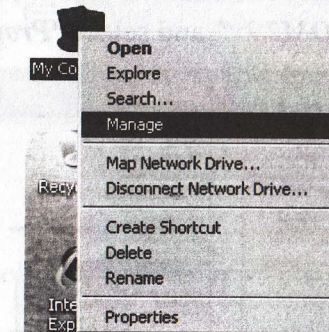 My Co
Open
Explore
Search...
Manage
Map Network Drive...
Disconnect Network Drive...
Recy
Create Shortcut
Delete
Rename
Properties
Inte
Exp